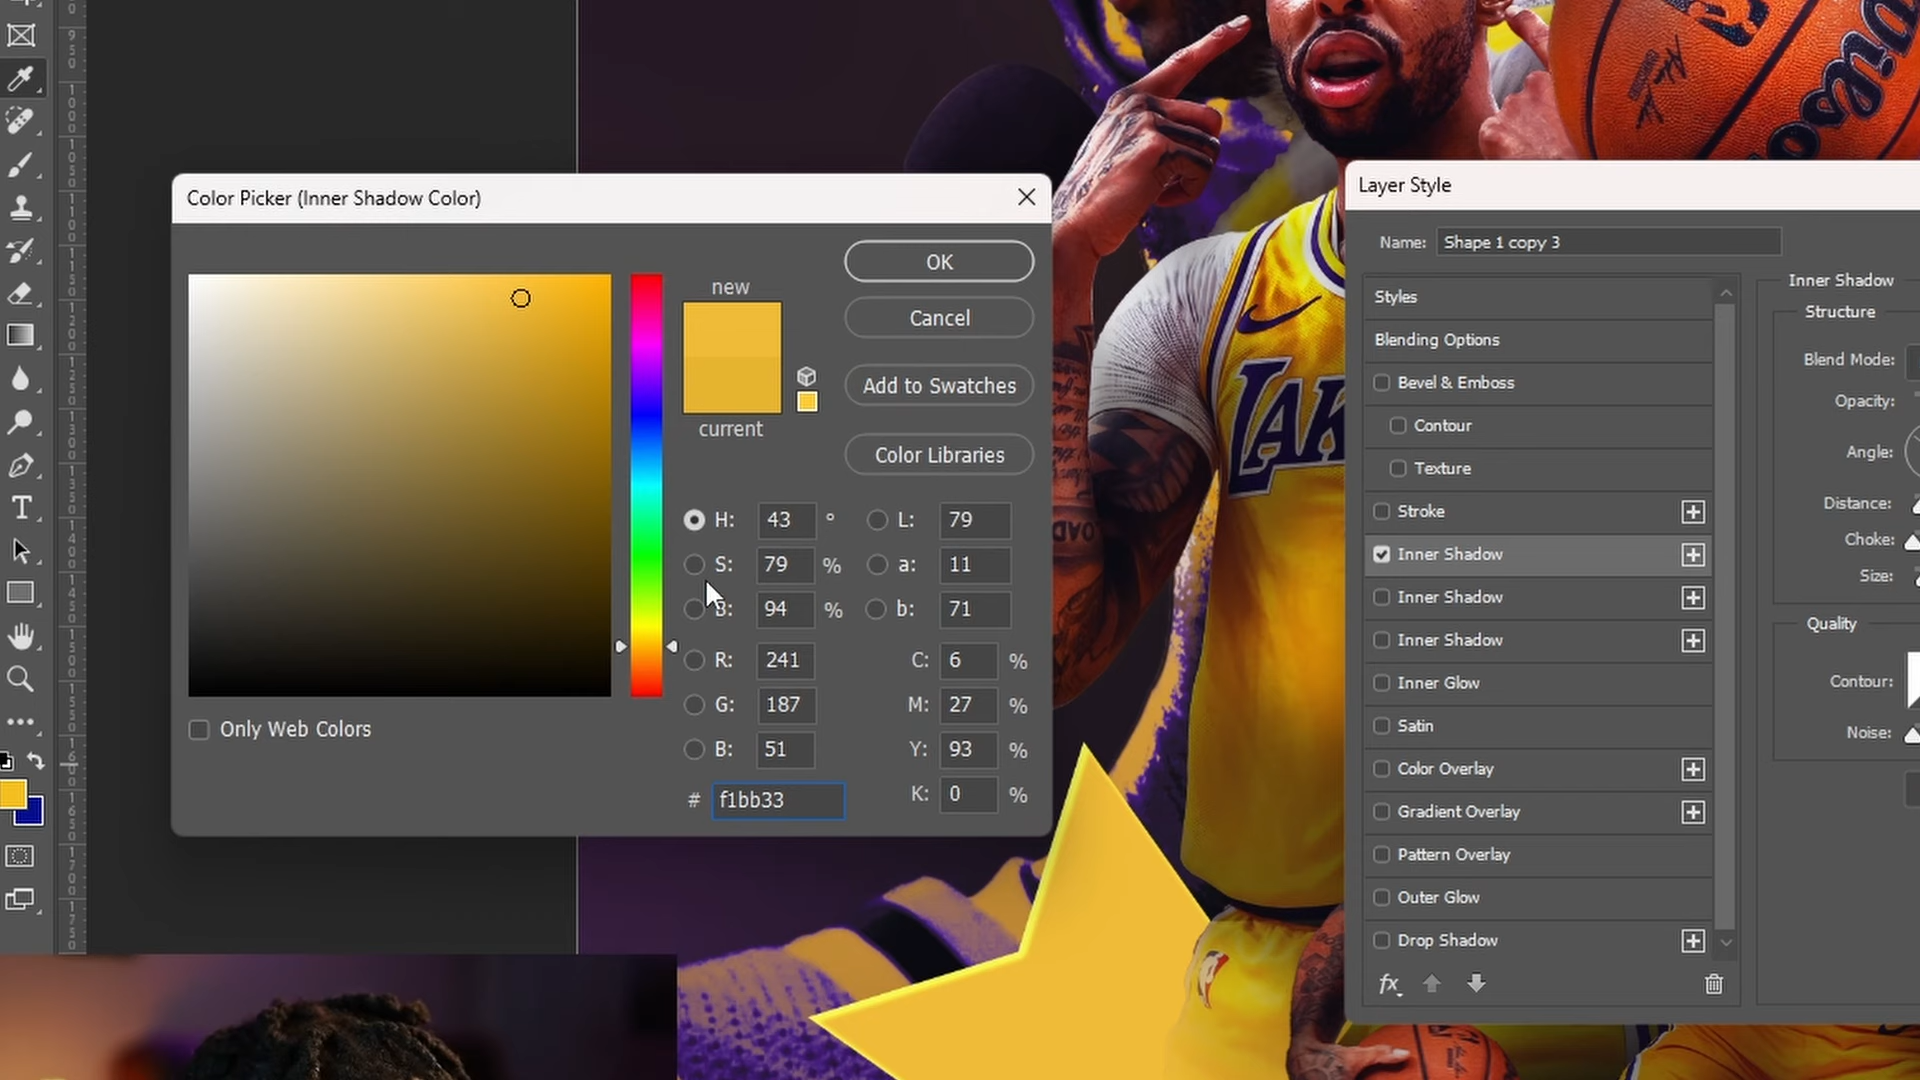 Wilso
Color Picker (Inner Shadow Color)
OK
new
Cancel
Add to Swatches
current
Color Libraries
H: 43 ° L: 79
S: 79 % a: 11
B: 94 % b: 71
R: 241 C: 6 %
G: 187 M: 27 %
B: 51 Y: 93 %
# f1bb33 K: 0 %
Only Web Colors
LAK
Layer Style
Name: Shape 1 copy 3
Styles
Blending Options
Bevel & Emboss
Contour
Texture
Stroke
Inner Shadow
Inner Shadow
Inner Shadow
Inner Glow
Satin
Color Overlay
Gradient Overlay
Pattern Overlay
Outer Glow
Drop Shadow
fx
Inner Shadow
Structure
Blend Mode:
Opacity:
Angle:
Distance:
Choke:
Size:
Quality
Contour:
Noise: